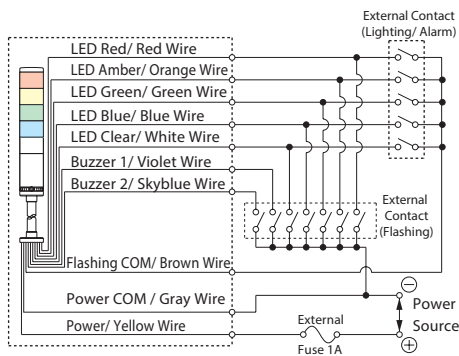 External Contact
(Lighting/ Alarm)
LED Red/ Red Wire
LED Amber/ Orange Wire
LED Green/ Green Wire
LED Blue/ Blue Wire
LED Clear/ White Wire
Buzzer 1/ Violet Wire
Buzzer 2/ Skyblue Wire
External
Contact
(Flashing)
Flashing COM/ Brown Wire
Power COM / Gray Wire
Power/ Yellow Wire
External
Fuse 1A
−
Power
Source
+